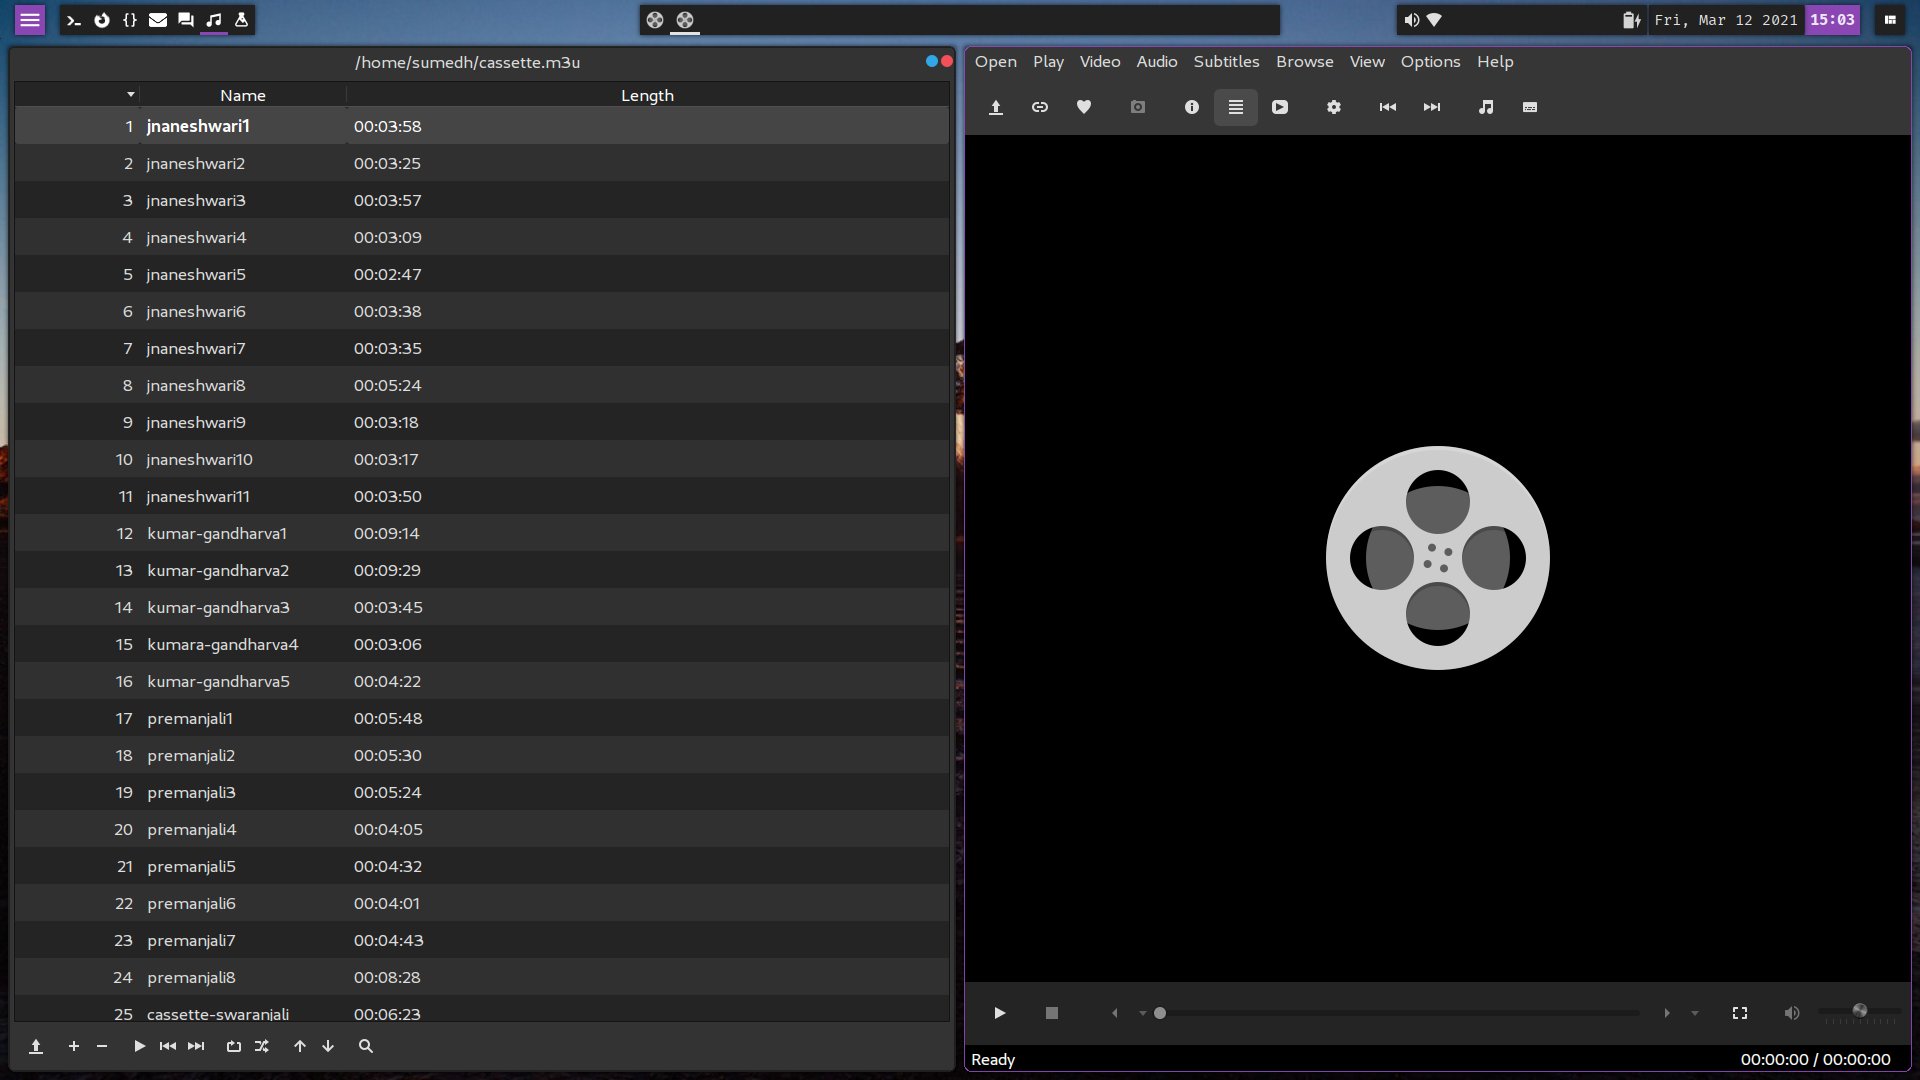 Fri, Mar 12 2021 15:03
/home/sumedh/cassette.m3u
Name Length
1 jnaneshwari1 00:03:58
2 jnaneshwari2 00:03:25
3 jnaneshwari3 00:03:57
4 jnaneshwari4 00:03:09
5 jnaneshwari5 00:02:47
6 jnaneshwari6 00:03:38
7 jnaneshwari7 00:03:35
8 jnaneshwari8 00:05:24
9 jnaneshwari9 00:03:18
10 jnaneshwari10 00:03:17
11 jnaneshwari11 00:03:50
12 kumar-gandharva1 00:09:14
13 kumar-gandharva2 00:09:29
14 kumar-gandharva3 00:03:45
15 kumara-gandharva4 00:03:06
16 kumar-gandharva5 00:04:22
17 premanjali1 00:05:48
18 premanjali2 00:05:30
19 premanjali3 00:05:24
20 premanjali4 00:04:05
21 premanjali5 00:04:32
22 premanjali6 00:04:01
23 premanjali7 00:04:43
24 premanjali8 00:08:28
25 cassette-swaranjali 00:06:23
Open Play Video Audio Subtitles Browse View Options Help
Ready 00:00:00 / 00:00:00